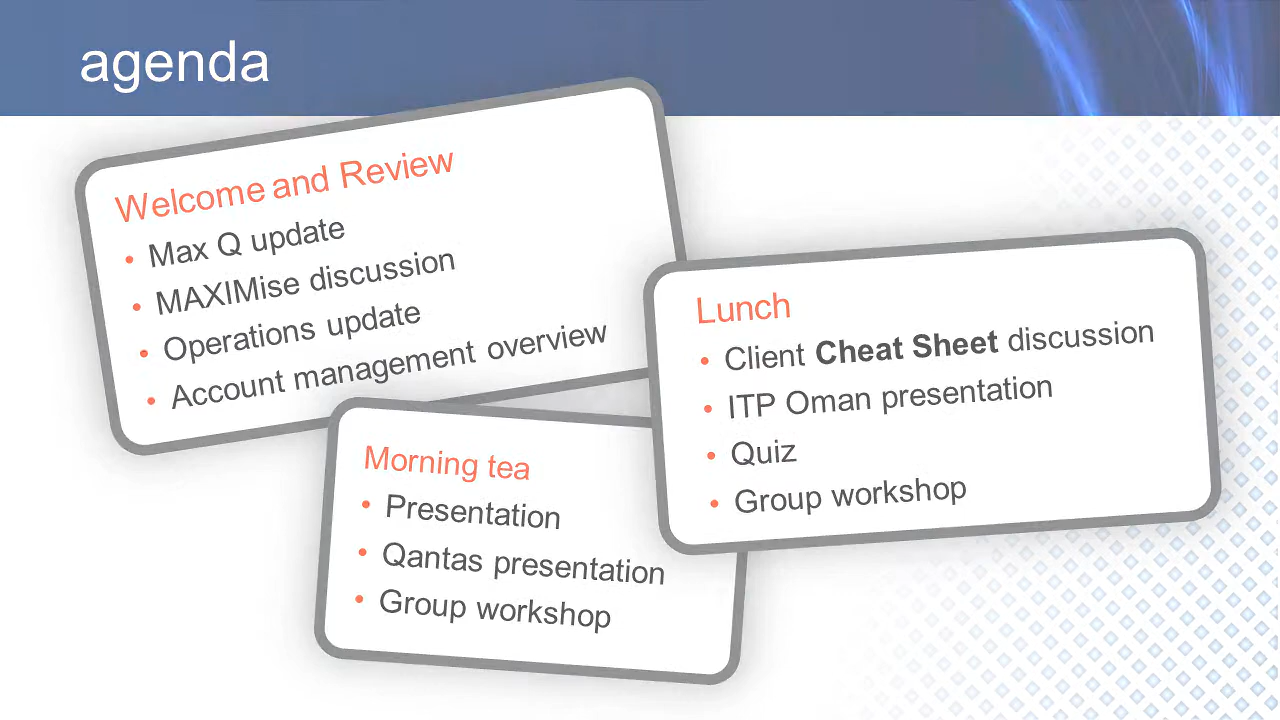 agenda
Welcome and Review
• Max Q update
• MAXIMise discussion
• Operations update
• Account management overview
Morning tea
• Presentation
• Qantas presentation
• Group workshop
Lunch
• Client Cheat Sheet discussion
• ITP Oman presentation
• Quiz
• Group workshop